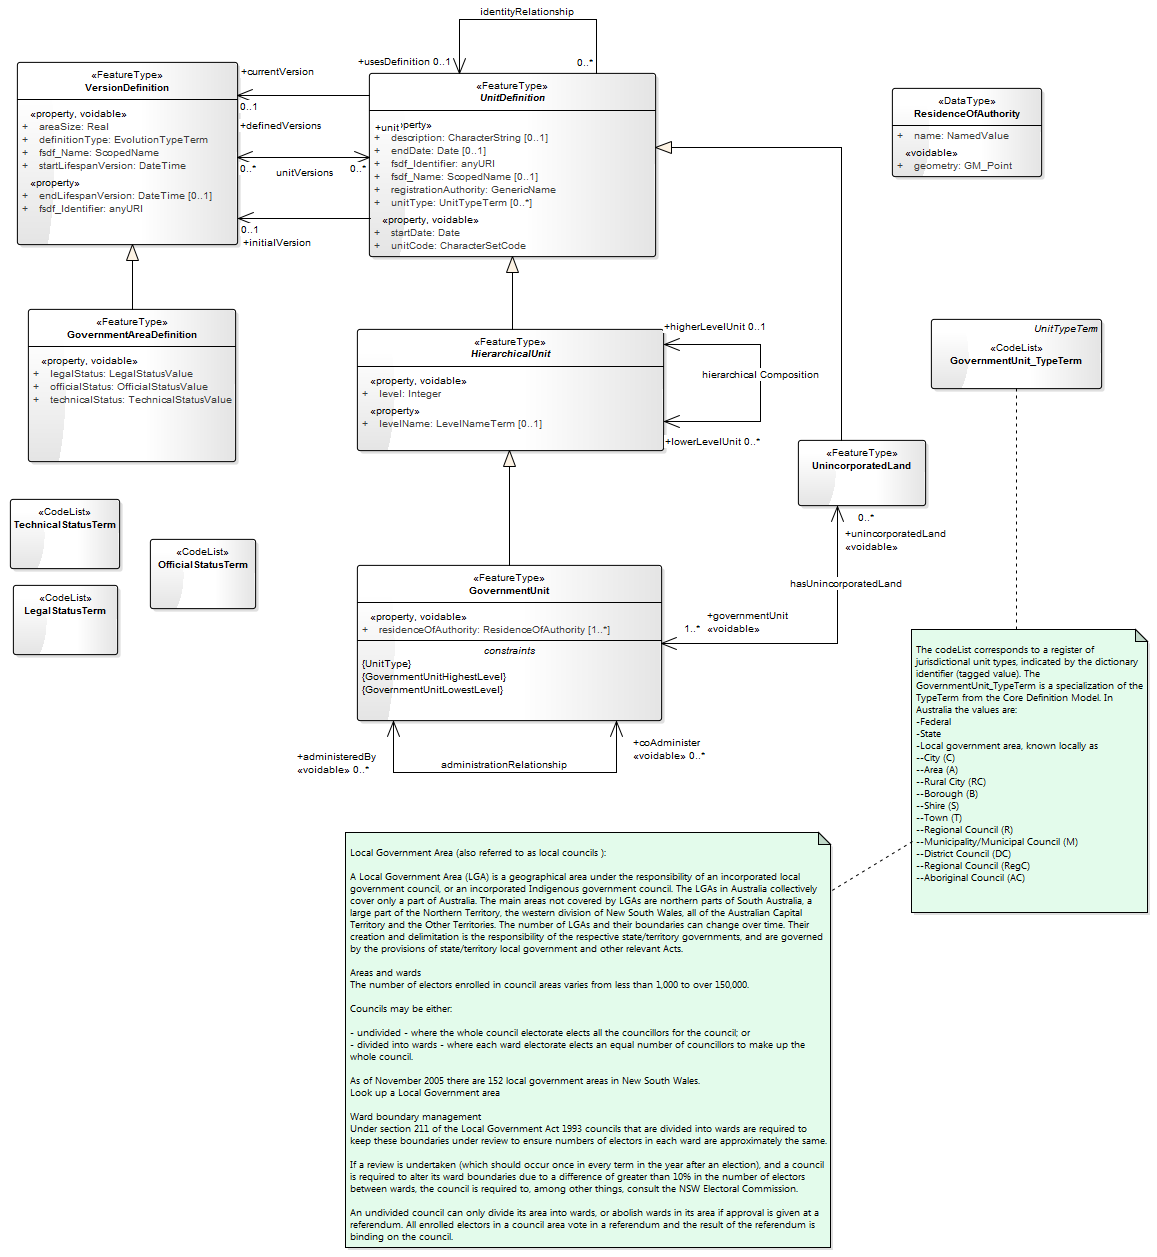 identityRelationship
+usesDefinition 0..1
0..*
«FeatureType»
VersionDefinition
«property, voidable»
+ areaSize: Real
+ definitionType: EvolutionTypeTerm
+ fsdf_Name: ScopedName
+ startLifespanVersion: DateTime
«property»
+ endLifespanVersion: DateTime [0..1]
+ fsdf_Identifier: anyURI
+currentVersion
0..1
+definedVersions
0..*
unitVersions
0..*
0..1
+initialVersion
«FeatureType»
UnitDefinition
+unit
perty»
+ description: CharacterString [0..1]
+ endDate: Date [0..1]
+ fsdf_Identifier: anyURI
+ fsdf_Name: ScopedName [0..1]
+ registrationAuthority: GenericName
+ unitType: UnitTypeTerm [0..*]
«property, voidable»
+ startDate: Date
+ unitCode: CharacterSetCode
«DataType»
ResidenceOfAuthority
+ name: NamedValue
«voidable»
+ geometry: GM_Point
«FeatureType»
GovernmentAreaDefinition
«property, voidable»
+ legalStatus: LegalStatusValue
+ officialStatus: OfficialStatusValue
+ technicalStatus: TechnicalStatusValue
«FeatureType»
HierarchicalUnit
«property, voidable»
+ level: Integer
«property»
+ levelName: LevelNameTerm [0..1]
+higherLevelUnit 0..1
hierarchical Composition
+lowerLevelUnit 0..*
UnitTypeTerm
«CodeList»
GovernmentUnit_TypeTerm
«FeatureType»
UnincorporatedLand
0..*
+unincorporatedLand
«voidable»
hasUnincorporatedLand
+governmentUnit
1..* «voidable»
«CodeList»
TechnicalStatusTerm
«CodeList»
OfficialStatusTerm
«CodeList»
LegalStatusTerm
«FeatureType»
GovernmentUnit
«property, voidable»
+ residenceOfAuthority: ResidenceOfAuthority [1..*]
constraints
{UnitType}
{GovernmentUnitHighestLevel}
{GovernmentUnitLowestLevel}
+administeredBy
«voidable» 0..*
administrationRelationship
+coAdminister
«voidable» 0..*
The codeList corresponds to a register of
jurisdictional unit types, indicated by the dictionary
identifier (tagged value). The
GovernmentUnit_TypeTerm is a specialization of the
TypeTerm from the Core Definition Model. In
Australia the values are:
-Federal
-State
-Local government area, known locally as
--City (C)
--Area (A)
--Rural City (RC)
--Borough (B)
--Shire (S)
--Town (T)
--Regional Council (R)
--Municipality/Municipal Council (M)
--District Council (DC)
--Regional Council (RegC)
--Aboriginal Council (AC)
Local Government Area (also referred to as local councils ):
A Local Government Area (LGA) is a geographical area under the responsibility of an incorporated local
government council, or an incorporated Indigenous government council. The LGAs in Australia collectively
cover only a part of Australia. The main areas not covered by LGAs are northern parts of South Australia, a
large part of the Northern Territory, the western division of New South Wales, all of the Australian Capital
Territory and the Other Territories. The number of LGAs and their boundaries can change over time. Their
creation and delimitation is the responsibility of the respective state/territory governments, and are governed
by the provisions of state/territory local government and other relevant Acts.
Areas and wards
The number of electors enrolled in council areas varies from less than 1,000 to over 150,000.
Councils may be either:
- undivided - where the whole council electorate elects all the councillors for the council; or
- divided into wards - where each ward electorate elects an equal number of councillors to make up the
whole council.
As of November 2005 there are 152 local government areas in New South Wales.
Look up a Local Government area
Ward boundary management
Under section 211 of the Local Government Act 1993 councils that are divided into wards are required to
keep these boundaries under review to ensure numbers of electors in each ward are approximately the same.
If a review is undertaken (which should occur once in every term in the year after an election), and a council
is required to alter its ward boundaries due to a difference of greater than 10% in the number of electors
between wards, the council is required to, among other things, consult the NSW Electoral Commission.
An undivided council can only divide its area into wards, or abolish wards in its area if approval is given at a
referendum. All enrolled electors in a council area vote in a referendum and the result of the referendum is
binding on the council.